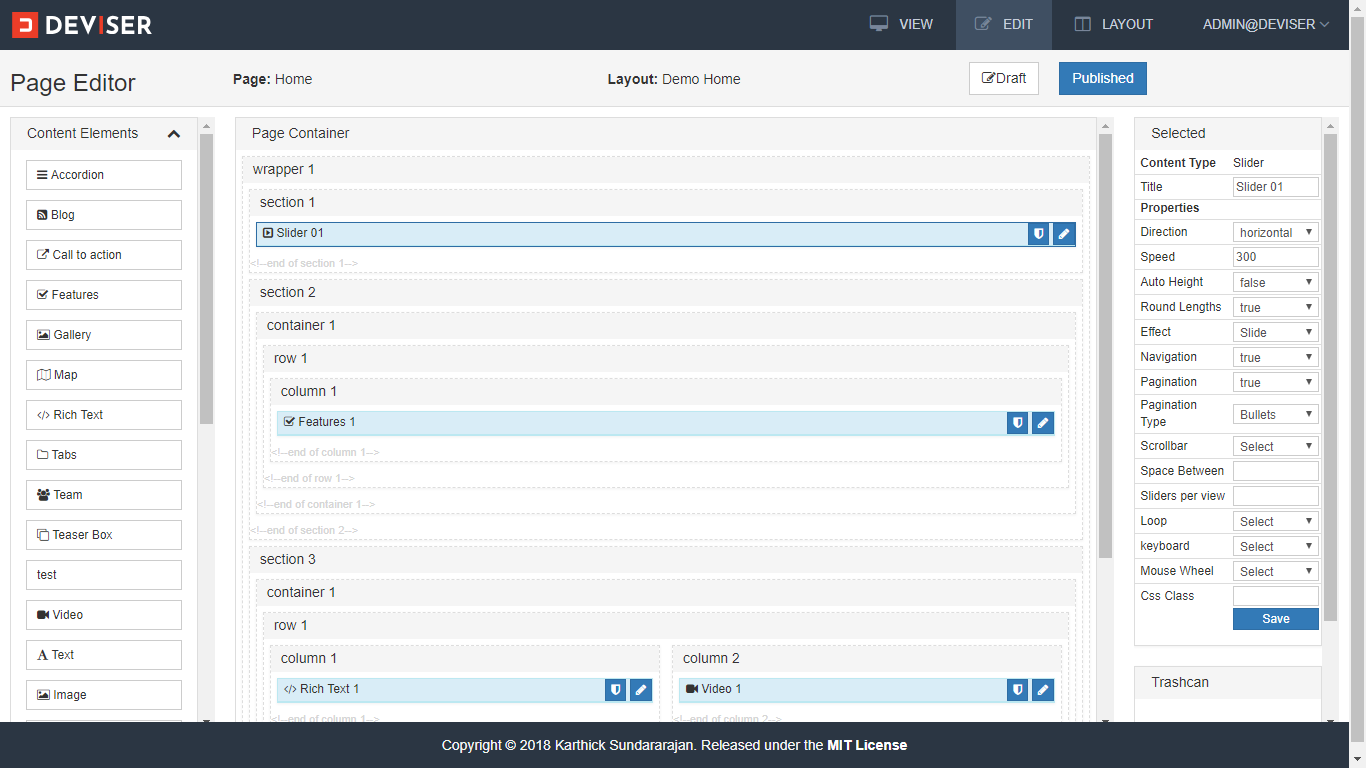 DEVISER
VIEW
EDIT
LAYOUT
ADMIN@DEVISER
Page Editor
Page: Home
Layout: Demo Home
Draft
Published
Content Elements
Accordion
Blog
Call to action
Features
Gallery
Map
</> Rich Text
Tabs
Team
Teaser Box
test
Video
Text
Image
Page Container
wrapper 1
section 1
Slider 01
<!--end of section 1-->
section 2
container 1
row 1
column 1
Features 1
<!--end of column 1-->
<!--end of row 1-->
<!--end of container 1-->
<!--end of section 2-->
section 3
container 1
row 1
column 1
</> Rich Text 1
<!--end of column 1-->
column 2
Video 1
<!--end of column 2-->
Selected
Content Type Slider
Title Slider 01
Properties
Direction horizontal
Speed 300
Auto Height false
Round Lengths true
Effect Slide
Navigation true
Pagination true
Pagination
Type Bullets
Scrollbar Select
Space Between
Sliders per view
Loop Select
keyboard Select
Mouse Wheel Select
Css Class
Save
Trashcan
Copyright © 2018 Karthick Sundararajan. Released under the MIT License